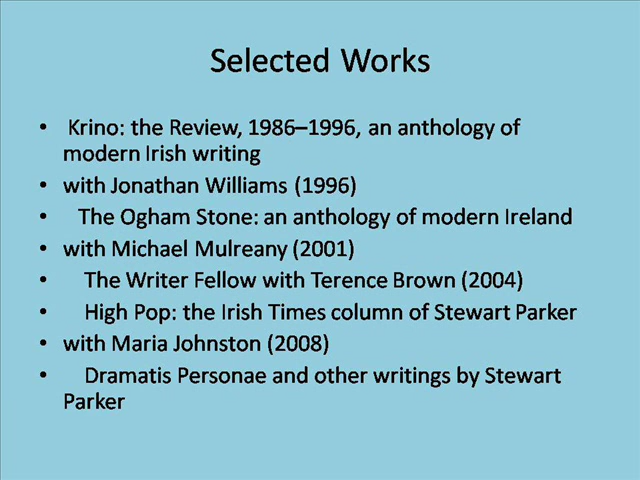 Selected Works
• Krino: the Review, 1986–1996, an anthology of
modern Irish writing
• with Jonathan Williams (1996)
• The Ogham Stone: an anthology of modern Ireland
• with Michael Mulreany (2001)
• The Writer Fellow with Terence Brown (2004)
• High Pop: the Irish Times column of Stewart Parker
• with Maria Johnston (2008)
• Dramatis Personae and other writings by Stewart
Parker